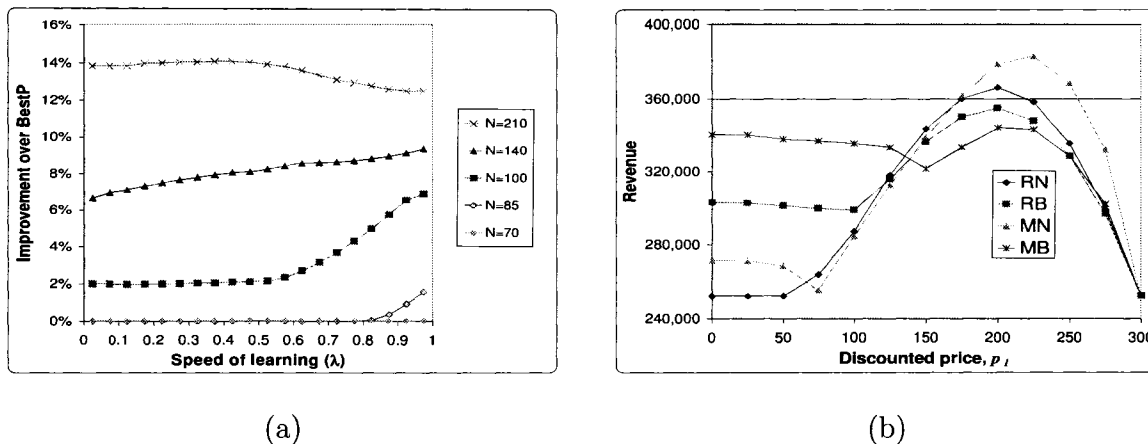 16%
14%
12%
10%
8%
6%
4%
2%
0%
Improvement over BestP
0 0.1 0.2 0.3 0.4 0.5 0.6 0.7 0.8 0.9 1
Speed of learning (λ)
N=210
N=140
N=100
N=85
N=70
(a)
400,000
360,000
320,000
280,000
240,000
Revenue
0 50 100 150 200 250 300
Discounted price, p₁
RN
RB
MN
MB
(b)